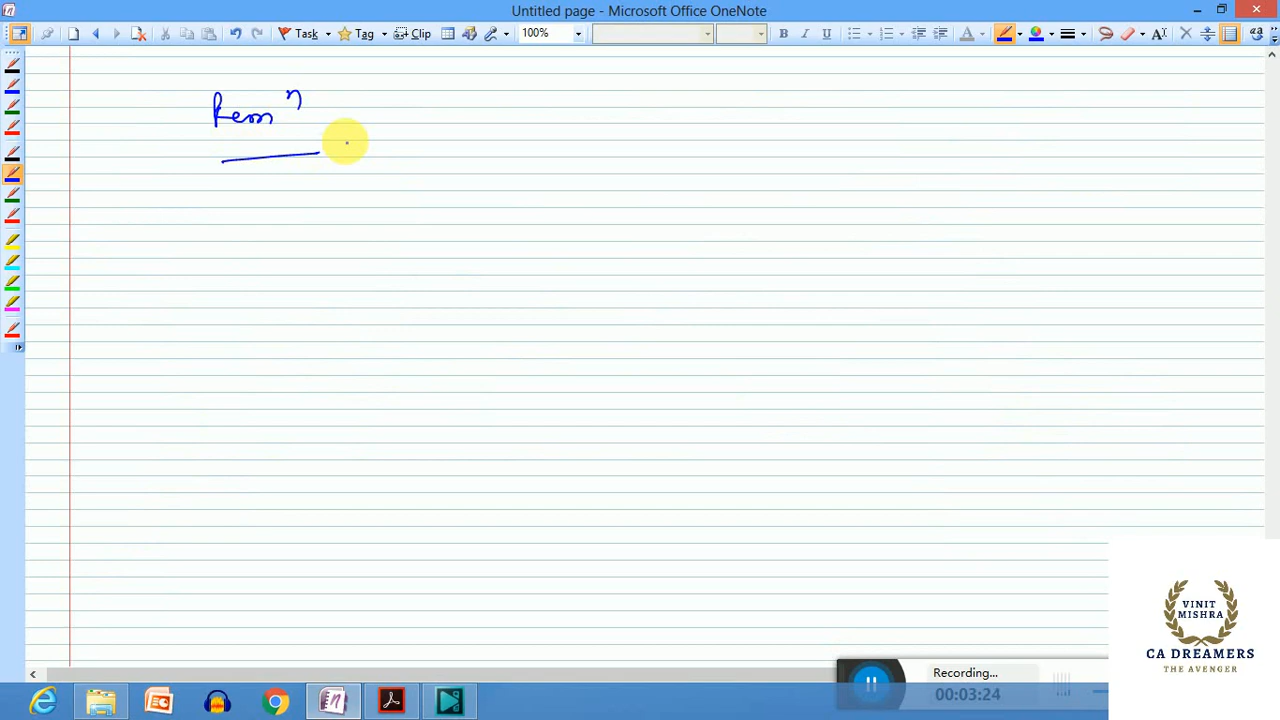 Untitled page - Microsoft Office OneNote
Task
Tag
Clip
100%
B I U
Remn
VINIT
MISHRA
CA DREAMERS
THE AVENGER
Recording...
00:03:24